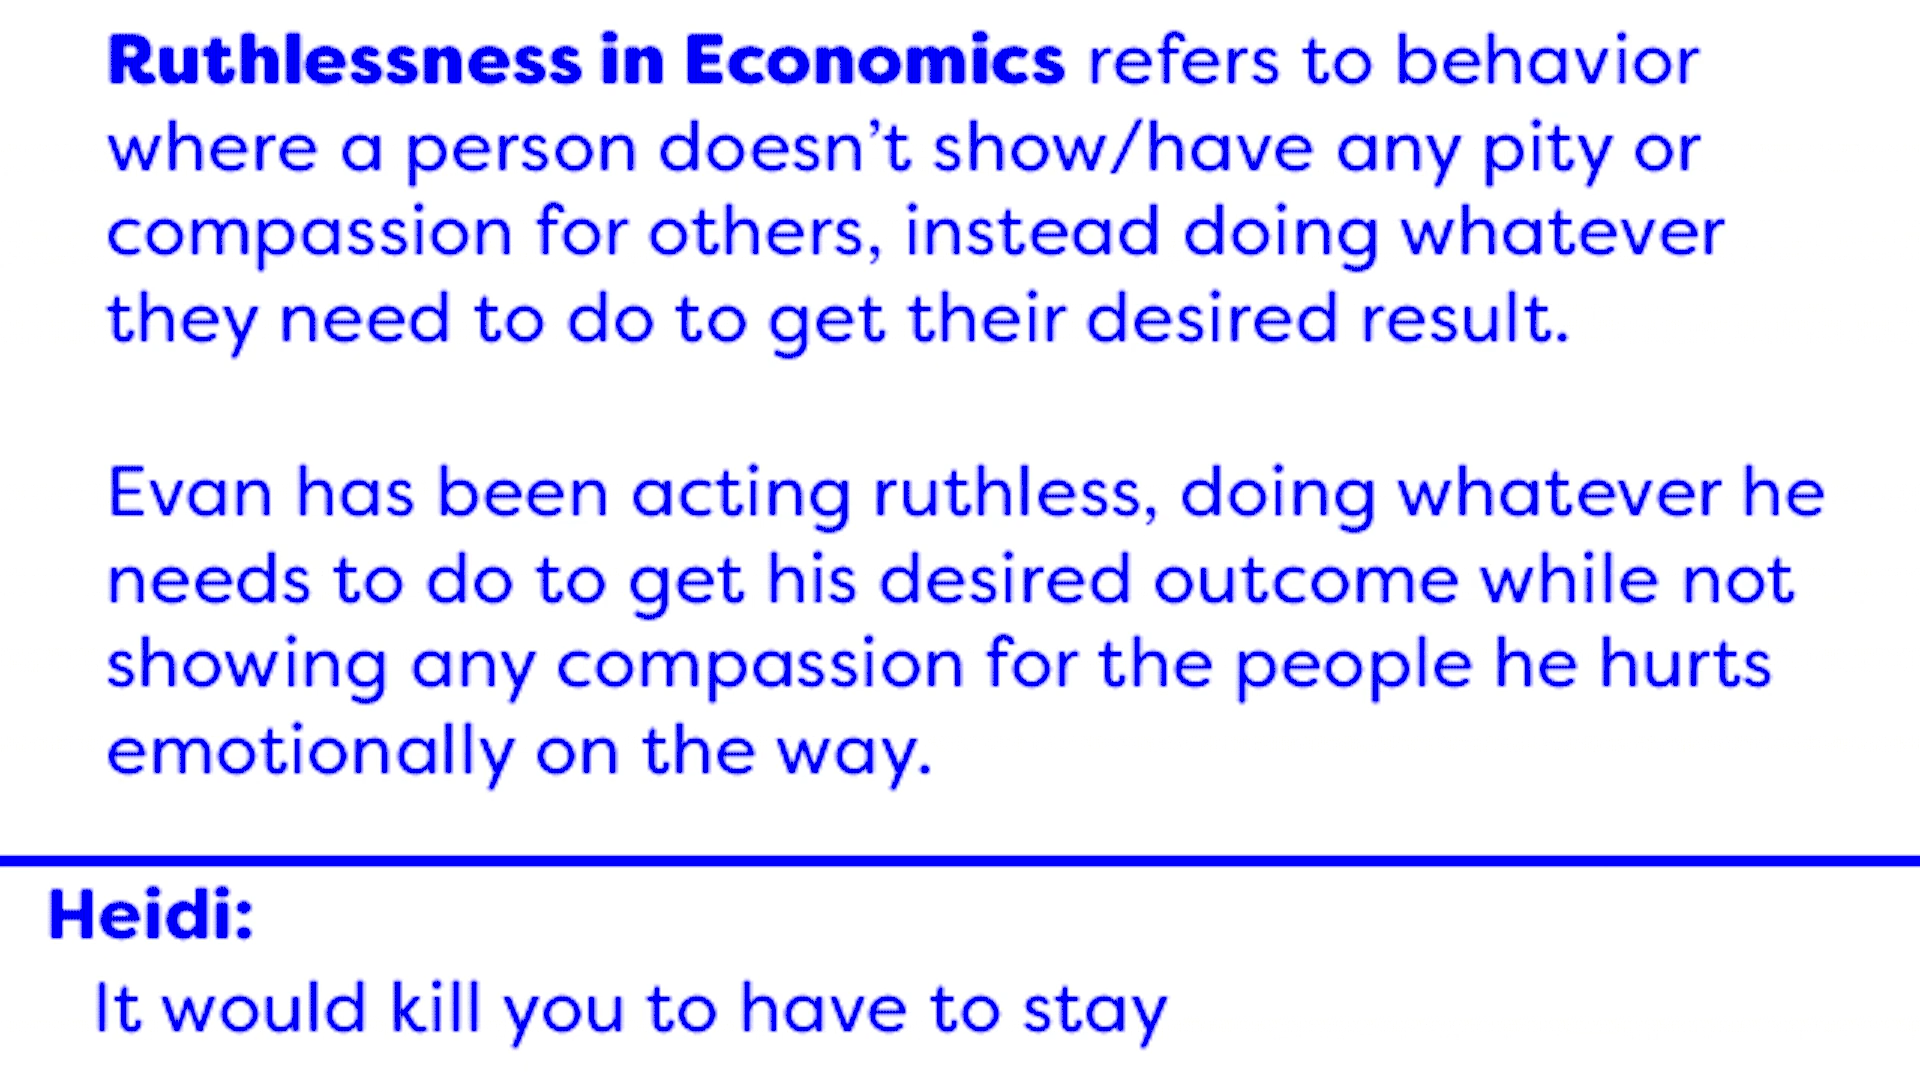 Ruthlessness in Economics refers to behavior
where a person doesn’t show/have any pity or
compassion for others, instead doing whatever
they need to do to get their desired result.
Evan has been acting ruthless, doing whatever he
needs to do to get his desired outcome while not
showing any compassion for the people he hurts
emotionally on the way.
Heidi:
It would kill you to have to stay